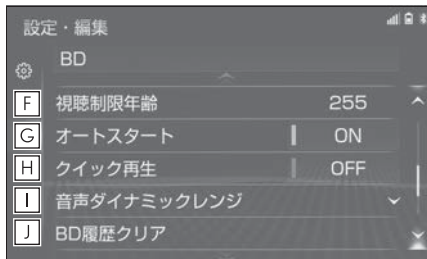 設定・編集
BD
F 視聴制限年齢 255
G オートスタート ON
H クイック再生 OFF
I 音声ダイナミックレンジ
J BD履歴クリア